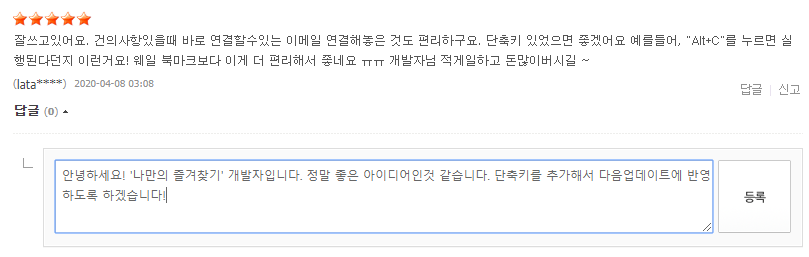 잘쓰고있어요. 건의사항있을때 바로 연결할수있는 이메일 연결해놓은 것도 편리하구요. 단축키 있었으면 좋겠어요 예를들어, "Alt+C"를 누르면 실
행된다던지 이런거요! 웨일 북마크보다 이게 더 편리해서 좋네요 ㅠㅠ 개발자님 적게일하고 돈많이버시길 ~
(lata****) 2020-04-08 03:08
답글 | 신고
답글 (0)
안녕하세요! '나만의 즐겨찾기' 개발자입니다. 정말 좋은 아이디어인것 같습니다. 단축키를 추가해서 다음업데이트에 반영
하도록 하겠습니다!
등록